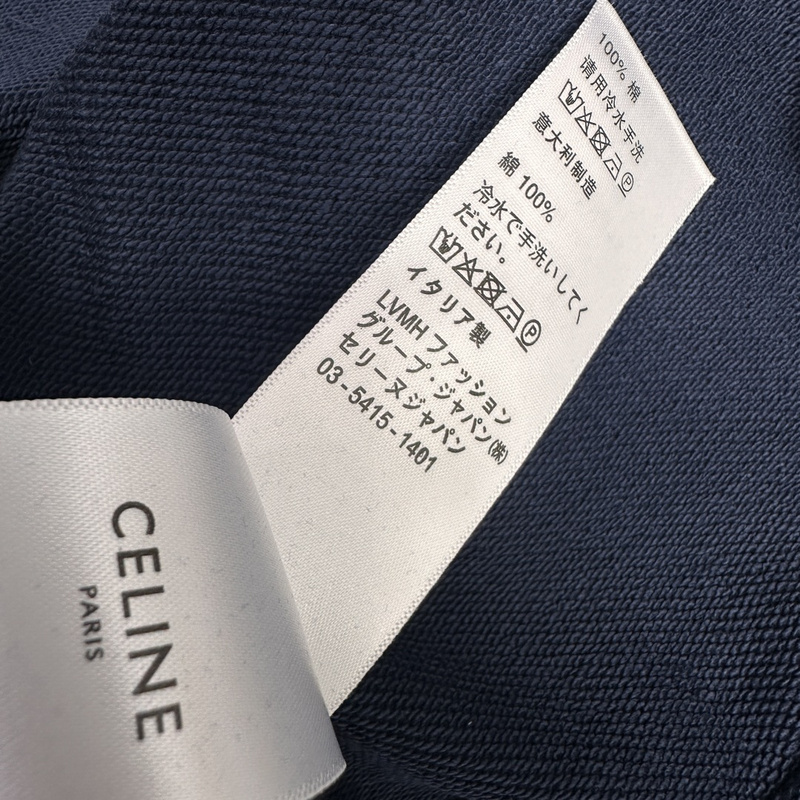 100% 棉
请用冷水手洗
意大利制造
綿 100%
冷水で手洗いしてく
ださい。
イタリア製
LVMH ファッション
グループ・ジャパン㈱
セリーヌジャパン
03-5415-1401
CELINE
PARIS